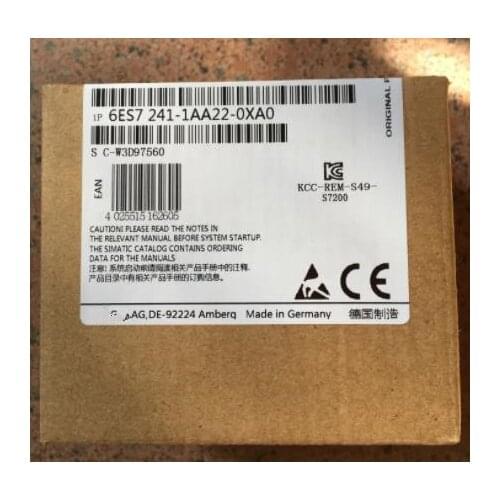 1P 6ES7 241-1AA22-0XA0
S C-W3D97560
EAN
4 025515 162605
KCC-REM-S49-
S7200
ORIGINAL
CAUTION! PLEASE READ THE NOTES IN
THE RELEVANT MANUAL BEFORE SYSTEM STARTUP.
THE SIMATIC CATALOG CONTAINS ORDERING
DATA FOR THE MANUALS
注意: 系统启动前请阅读相关产品手册中的注释,
产品目录中有相关产品手册的订购信息。
CE
AG,DE-92224 Amberg Made in Germany 德国制造